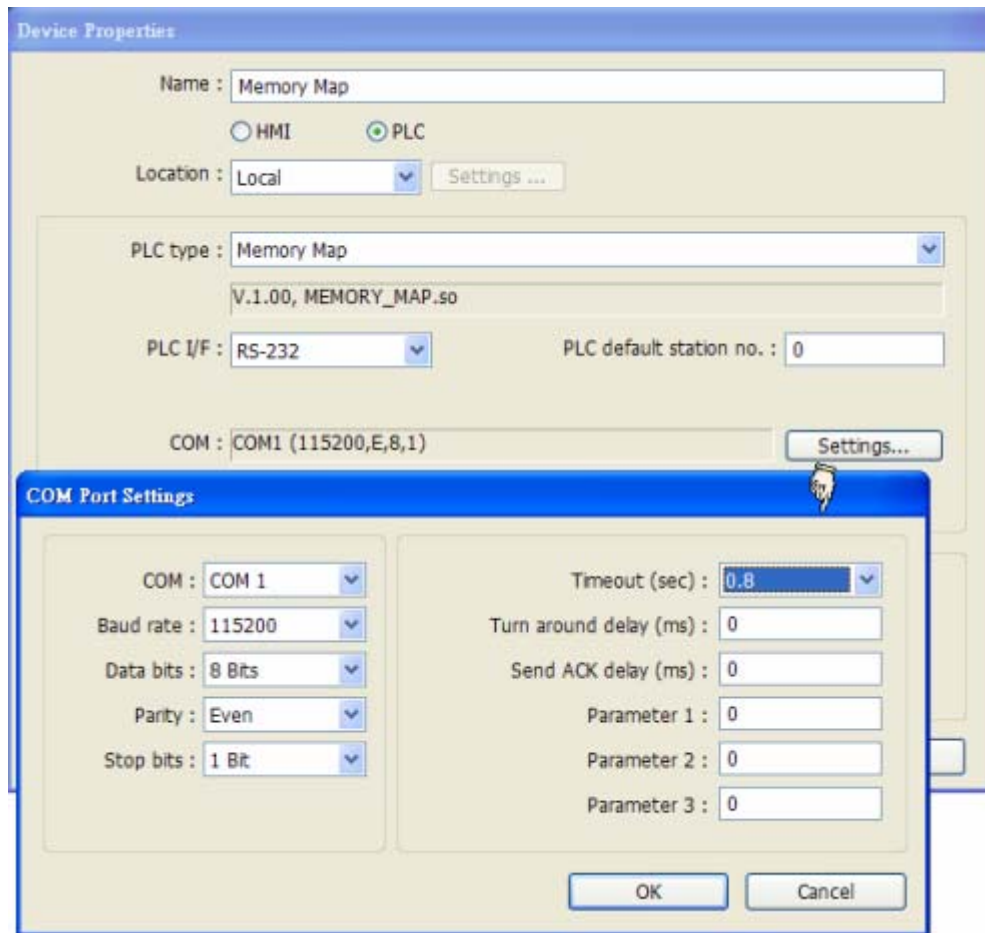 Device Properties
Name : Memory Map
HMI PLC
Location : Local Settings ...
PLC type : Memory Map
V.1.00, MEMORY_MAP.so
PLC I/F : RS-232 PLC default station no. : 0
COM : COM1 (115200,E,8,1) Settings...
COM Port Settings
COM : COM 1 Timeout (sec) : 0.8
Baud rate : 115200 Turn around delay (ms) : 0
Data bits : 8 Bits Send ACK delay (ms) : 0
Parity : Even Parameter 1 : 0
Stop bits : 1 Bit Parameter 2 : 0
Parameter 3 : 0
OK Cancel